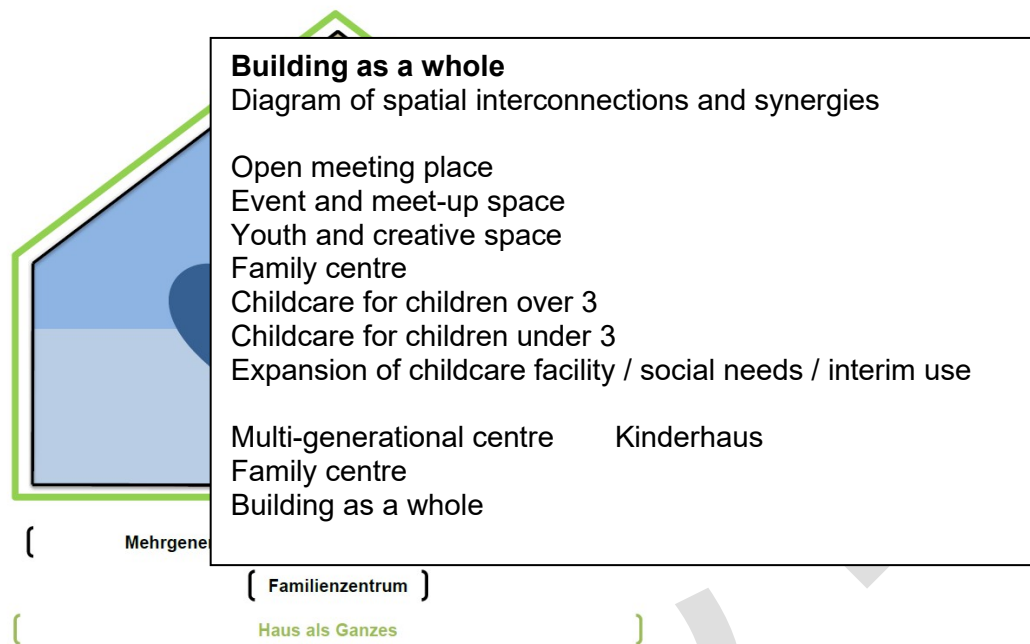 Building as a whole
Diagram of spatial interconnections and synergies
Open meeting place
Event and meet-up space
Youth and creative space
Family centre
Childcare for children over 3
Childcare for children under 3
Expansion of childcare facility / social needs / interim use
Multi-generational centre Kinderhaus
Family centre
Building as a whole
Familienzentrum
Haus als Ganzes